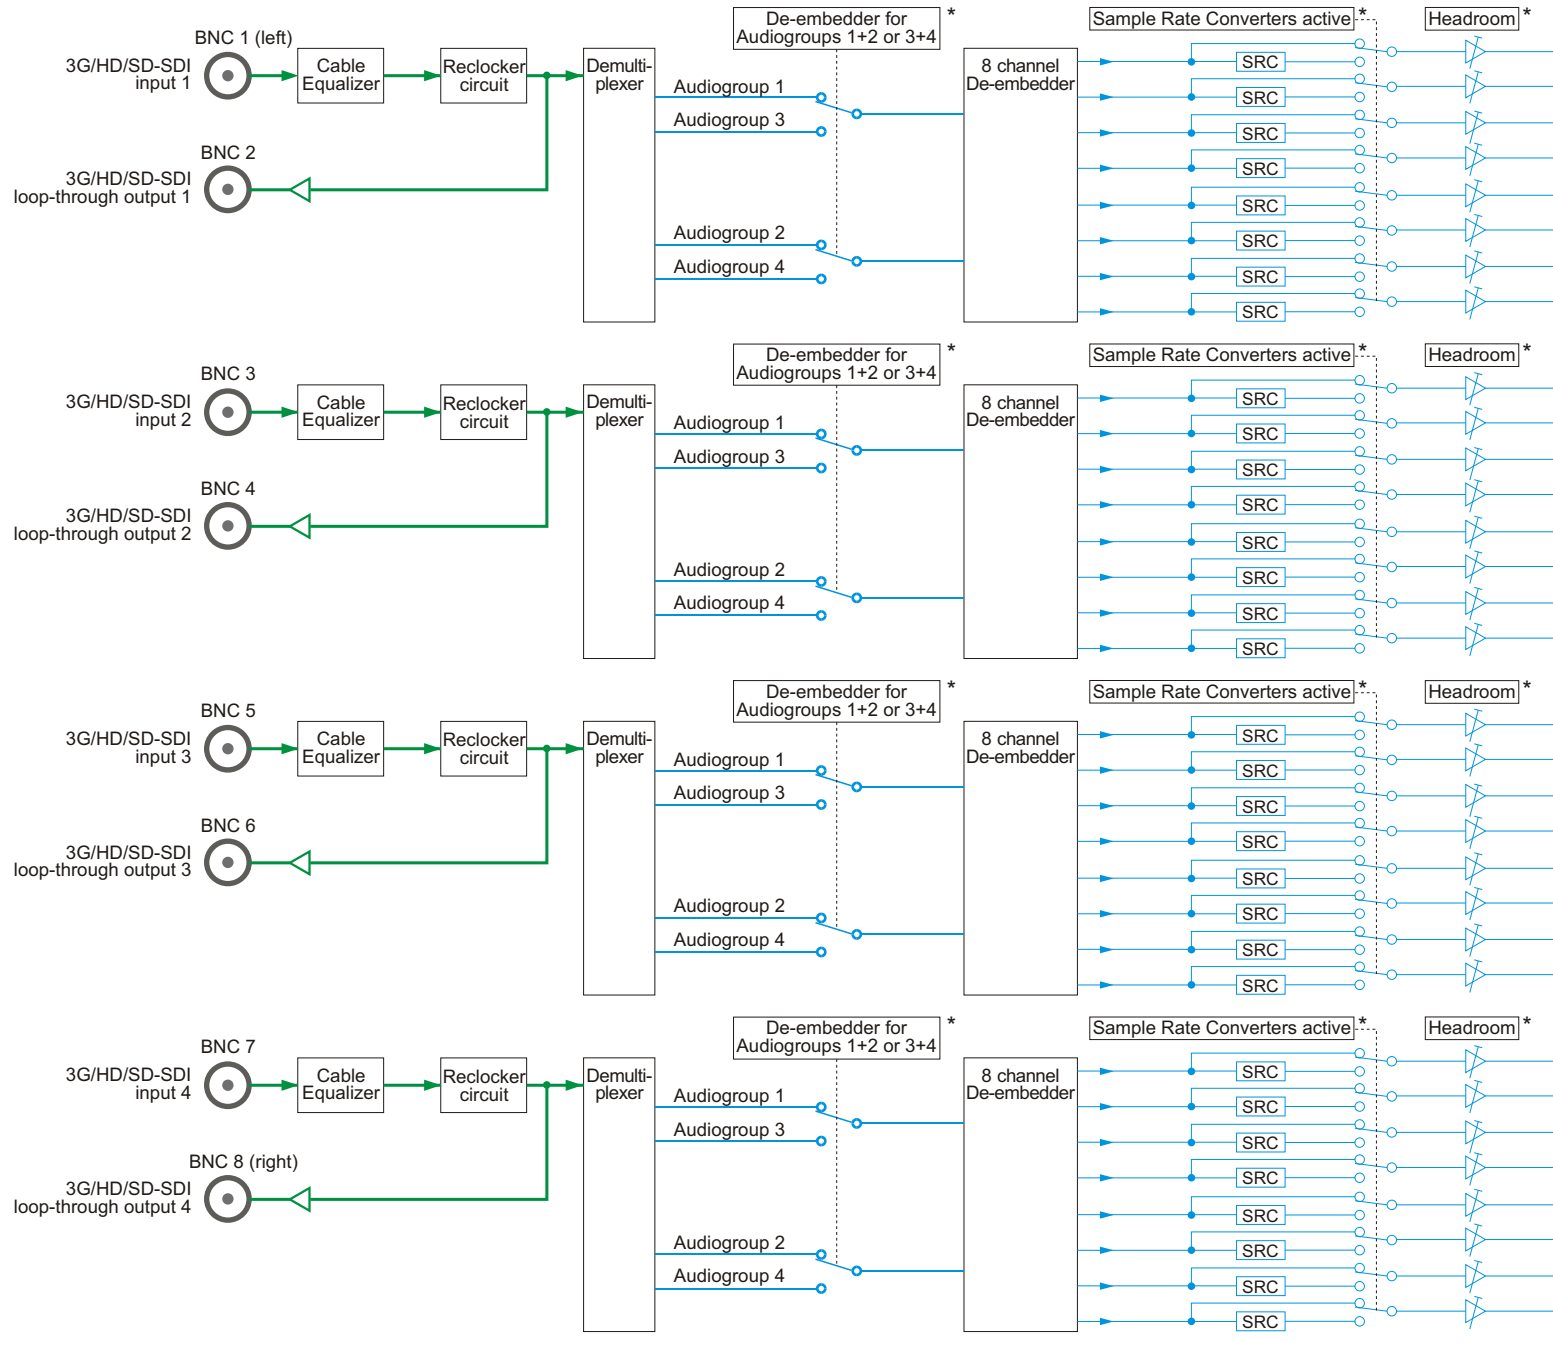 De-embedder for
Audiogroups 1+2 or 3+4
*
Sample Rate Converters active
*
Headroom
*
BNC 1 (left)
3G/HD/SD-SDI
input 1
Cable
Equalizer
Reclocker
circuit
Demulti-
plexer
Audiogroup 1
Audiogroup 3
8 channel
De-embedder
SRC
SRC
SRC
SRC
SRC
SRC
SRC
SRC
BNC 2
3G/HD/SD-SDI
loop-through output 1
Audiogroup 2
Audiogroup 4
De-embedder for
Audiogroups 1+2 or 3+4
*
Sample Rate Converters active
*
Headroom
*
BNC 3
3G/HD/SD-SDI
input 2
Cable
Equalizer
Reclocker
circuit
Demulti-
plexer
Audiogroup 1
Audiogroup 3
8 channel
De-embedder
SRC
SRC
SRC
SRC
SRC
SRC
SRC
SRC
BNC 4
3G/HD/SD-SDI
loop-through output 2
Audiogroup 2
Audiogroup 4
De-embedder for
Audiogroups 1+2 or 3+4
*
Sample Rate Converters active
*
Headroom
*
BNC 5
3G/HD/SD-SDI
input 3
Cable
Equalizer
Reclocker
circuit
Demulti-
plexer
Audiogroup 1
Audiogroup 3
8 channel
De-embedder
SRC
SRC
SRC
SRC
SRC
SRC
SRC
SRC
BNC 6
3G/HD/SD-SDI
loop-through output 3
Audiogroup 2
Audiogroup 4
De-embedder for
Audiogroups 1+2 or 3+4
*
Sample Rate Converters active
*
Headroom
*
BNC 7
3G/HD/SD-SDI
input 4
Cable
Equalizer
Reclocker
circuit
Demulti-
plexer
Audiogroup 1
Audiogroup 3
8 channel
De-embedder
SRC
SRC
SRC
SRC
SRC
SRC
SRC
SRC
BNC 8 (right)
3G/HD/SD-SDI
loop-through output 4
Audiogroup 2
Audiogroup 4